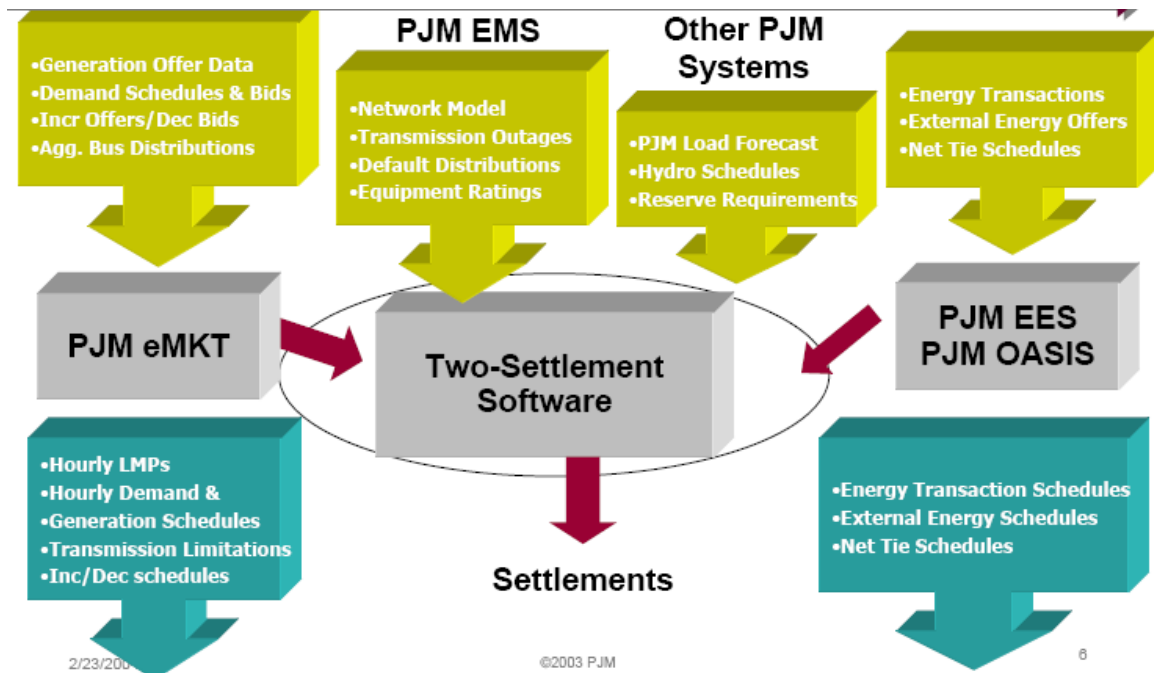 PJM EMS
Other PJM
Systems
•Generation Offer Data
•Demand Schedules & Bids
•Incr Offers/Dec Bids
•Agg. Bus Distributions
•Network Model
•Transmission Outages
•Default Distributions
•Equipment Ratings
•PJM Load Forecast
•Hydro Schedules
•Reserve Requirements
•Energy Transactions
•External Energy Offers
•Net Tie Schedules
PJM eMKT
Two-Settlement
Software
PJM EES
PJM OASIS
•Hourly LMPs
•Hourly Demand &
•Generation Schedules
•Transmission Limitations
•Inc/Dec schedules
Settlements
•Energy Transaction Schedules
•External Energy Schedules
•Net Tie Schedules
©2003 PJM
6